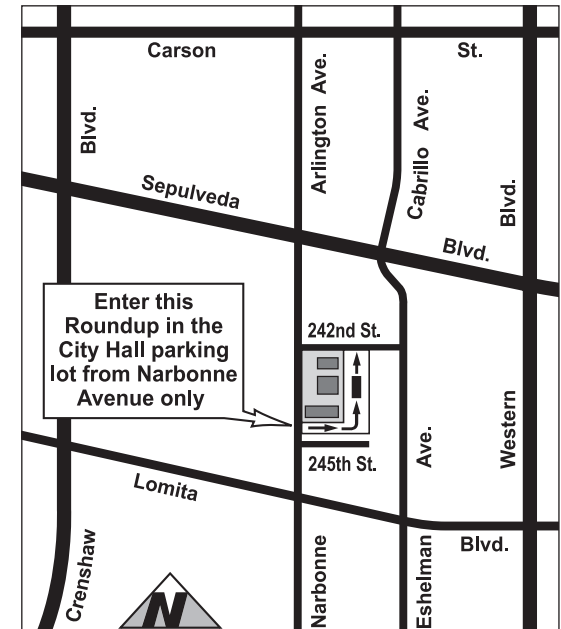 Carson St.
Blvd.
Arlington Ave.
Cabrillo Ave.
Blvd.
Sepulveda Blvd.
Enter this
Roundup in the
City Hall parking
lot from Narbonne
Avenue only
242nd St.
245th St.
Ave.
Western
Lomita Blvd.
Crenshaw
Narbonne
Eshelman
N